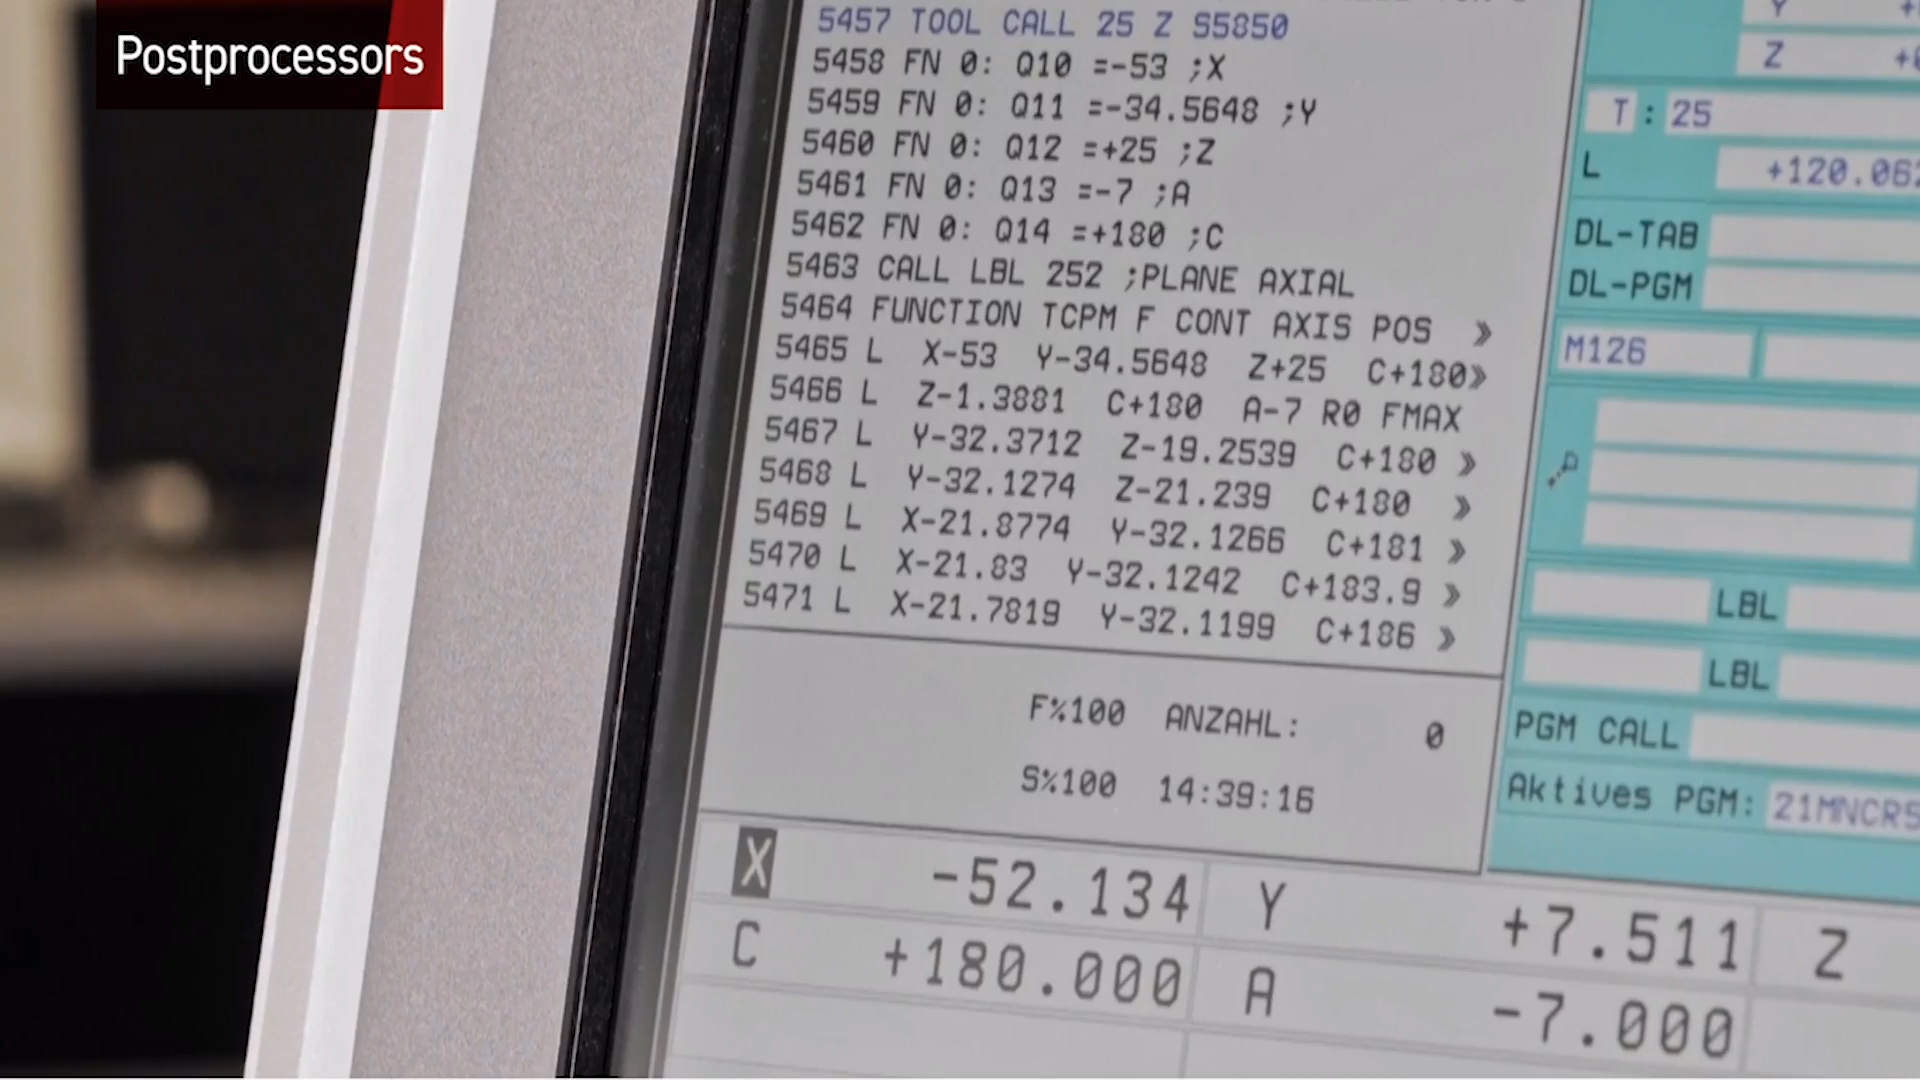 Postprocessors
5457 TOOL CALL 25 Z S5850
5458 FN 0: Q10 =-53 ;X
5459 FN 0: Q11 =-34.5648 ;Y
5460 FN 0: Q12 =+25 ;Z
5461 FN 0: Q13 =-7 ;A
5462 FN 0: Q14 =+180 ;C
5463 CALL LBL 252 ;PLANE AXIAL
5464 FUNCTION TCPM F CONT AXIS POS »
5465 L X-53 Y-34.5648 Z+25 C+180»
5466 L Z-1.3881 C+180 A-7 R0 FMAX
5467 L Y-32.3712 Z-19.2539 C+180 »
5468 L Y-32.1274 Z-21.239 C+180 »
5469 L X-21.8774 Y-32.1266 C+181 »
5470 L X-21.83 Y-32.1242 C+183.9 »
5471 L X-21.7819 Y-32.1199 C+186 »
F%100 ANZAHL: 0
S%100 14:39:16
Y
Z
T: 25
L +120.062
DL-TAB
DL-PGM
M126
LBL
LBL
PGM CALL
Aktives PGM: 21MNCR5
X -52.134 Y +7.511 Z
C +180.000 A -7.000